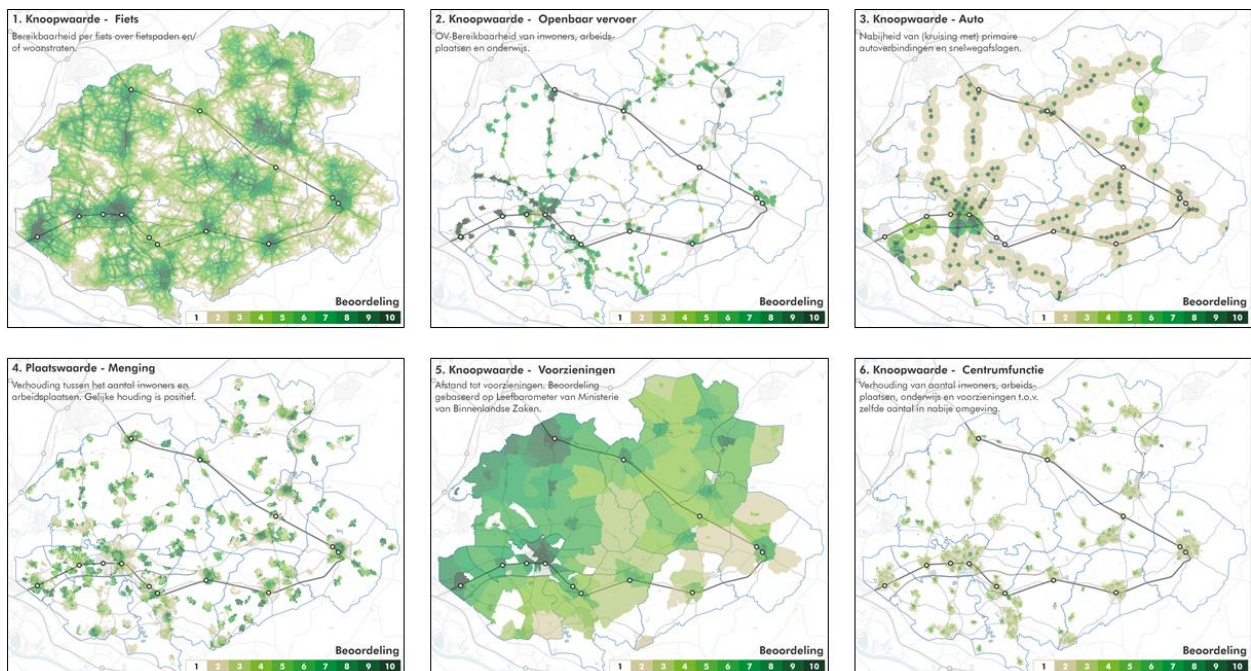 1. Knoopwaarde - Fiets
Bereikbaarheid per fiets over fietspaden en/
of woonstraten.
Beoordeling
1 2 3 4 5 6 7 8 9 10
2. Knoopwaarde - Openbaar vervoer
OV-Bereikbaarheid van inwoners, arbeids-
plaatsen en onderwijs.
Beoordeling
1 2 3 4 5 6 7 8 9 10
3. Knoopwaarde - Auto
Nabijheid van (kruising met) primaire
autoverbindingen en snelwegafslagen.
Beoordeling
1 2 3 4 5 6 7 8 9 10
4. Plaatswaarde - Menging
Verhouding tussen het aantal inwoners en
arbeidsplaatsen. Gelijke houding is positief.
Beoordeling
1 2 3 4 5 6 7 8 9 10
5. Knoopwaarde - Voorzieningen
Afstand tot voorzieningen. Beoordeling
gebaseerd op Leefbarometer van Ministerie
van Binnenlandse Zaken.
Beoordeling
1 2 3 4 5 6 7 8 9 10
6. Knoopwaarde - Centrumfunctie
Verhouding van aantal inwoners, arbeids-
plaatsen, onderwijs en voorzieningen t.o.v.
zelfde aantal in nabije omgeving.
Beoordeling
1 2 3 4 5 6 7 8 9 10